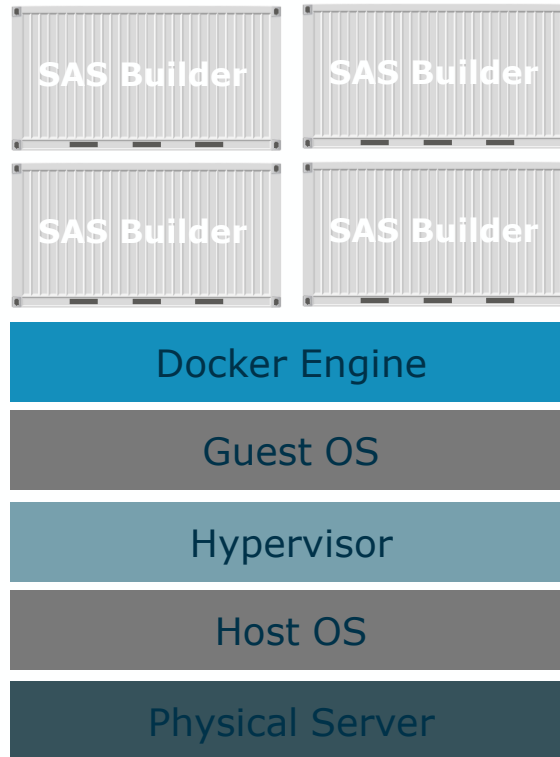 SAS Builder
SAS Builder
SAS Builder
SAS Builder
Docker Engine
Guest OS
Hypervisor
Host OS
Physical Server